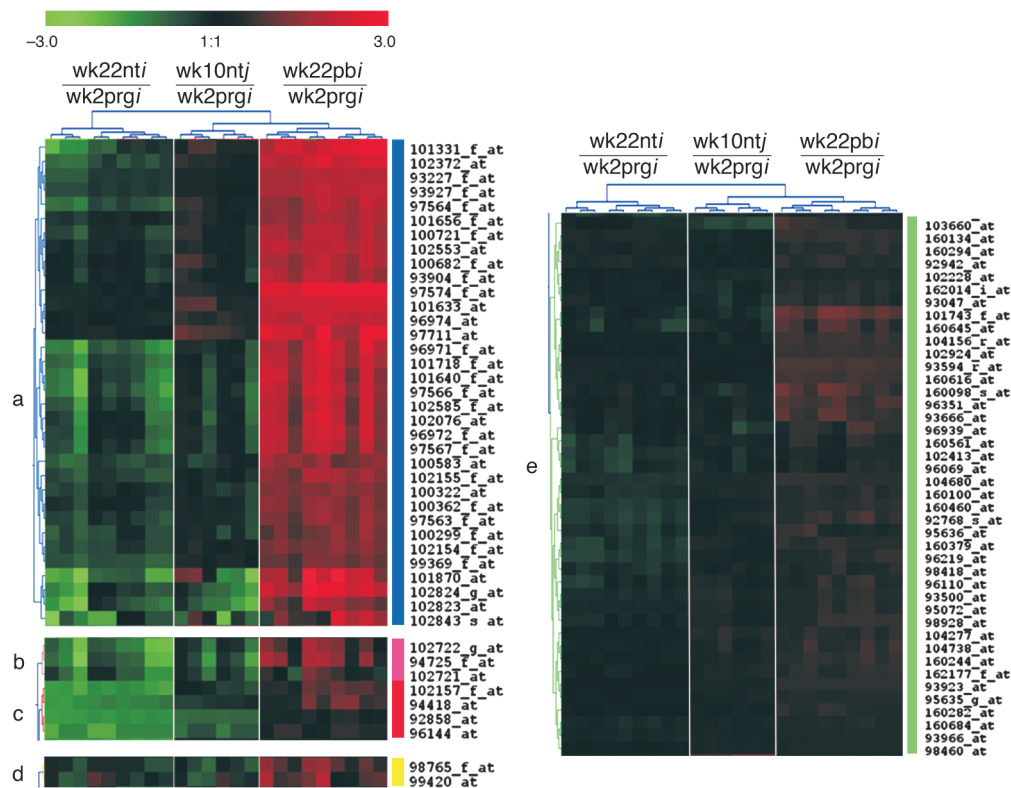 –3.0 1:1 3.0
wk22nti wk10ntj wk22pbi
wk2prgi wk2prgi wk2prgi
a
101331_f_at
102372_at
93227_f_at
93927_f_at
97564_f_at
101656_f_at
100721_f_at
102553_at
100682_f_at
93904_f_at
97574_f_at
101633_at
96974_at
97711_at
96971_f_at
101718_f_at
101640_f_at
97566_f_at
102585_f_at
102076_at
96972_f_at
97567_f_at
100583_at
102155_f_at
100322_at
100362_f_at
97563_f_at
100299_f_at
102154_f_at
99369_f_at
101870_at
102824_g_at
102823_at
102843_s_at
b
102722_g_at
94725_f_at
102721_at
c
102157_f_at
94418_at
92858_at
96144_at
d
98765_f_at
99420_at
wk22nti wk10ntj wk22pbi
wk2prgi wk2prgi wk2prgi
e
103660_at
160134_at
160294_at
92942_at
102228_at
162014_i_at
93047_at
101743_f_at
160645_at
104156_r_at
102924_at
93594_r_at
160616_at
160098_s_at
96351_at
93666_at
96939_at
160561_at
102413_at
96069_at
104680_at
160100_at
160460_at
92768_s_at
95636_at
160379_at
96219_at
98418_at
96110_at
93500_at
95072_at
98928_at
104277_at
104738_at
160244_at
162177_f_at
93923_at
95635_g_at
160282_at
160684_at
93966_at
98460_at